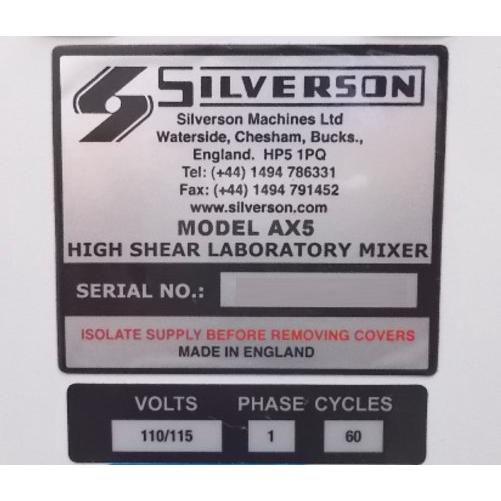 SILVERSON
Silverson Machines Ltd
Waterside, Chesham, Bucks.,
England. HP5 1PQ
Tel: (+44) 1494 786331
Fax: (+44) 1494 791452
www.silverson.com
MODEL AX5
HIGH SHEAR LABORATORY MIXER
SERIAL NO.:
ISOLATE SUPPLY BEFORE REMOVING COVERS
MADE IN ENGLAND
VOLTS PHASE CYCLES
110/115 1 60